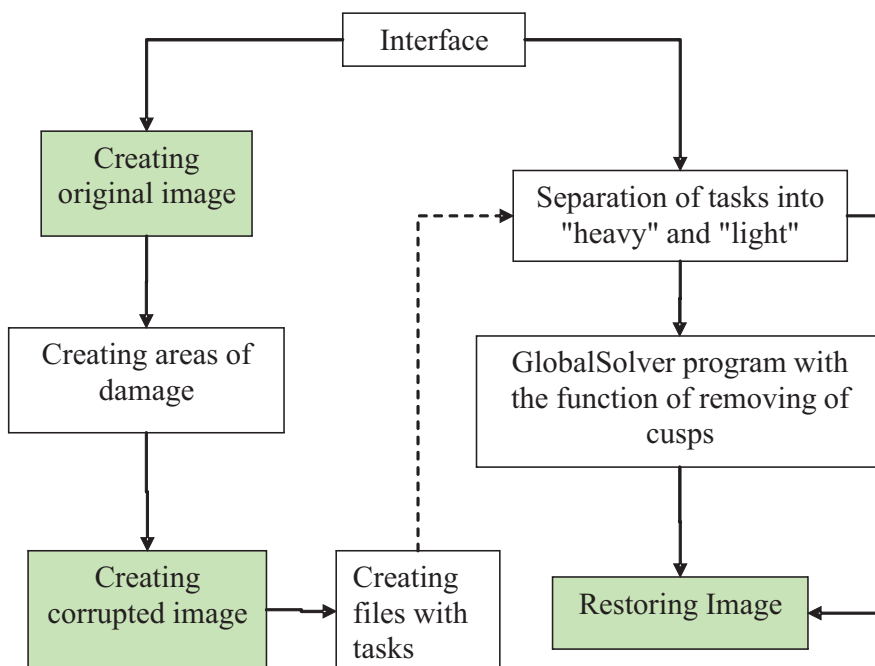 Interface
Creating
original image
Separation of tasks into
"heavy" and "light"
Creating areas of
damage
GlobalSolver program with
the function of removing of
cusps
Creating
corrupted image
Creating
files with
tasks
Restoring Image